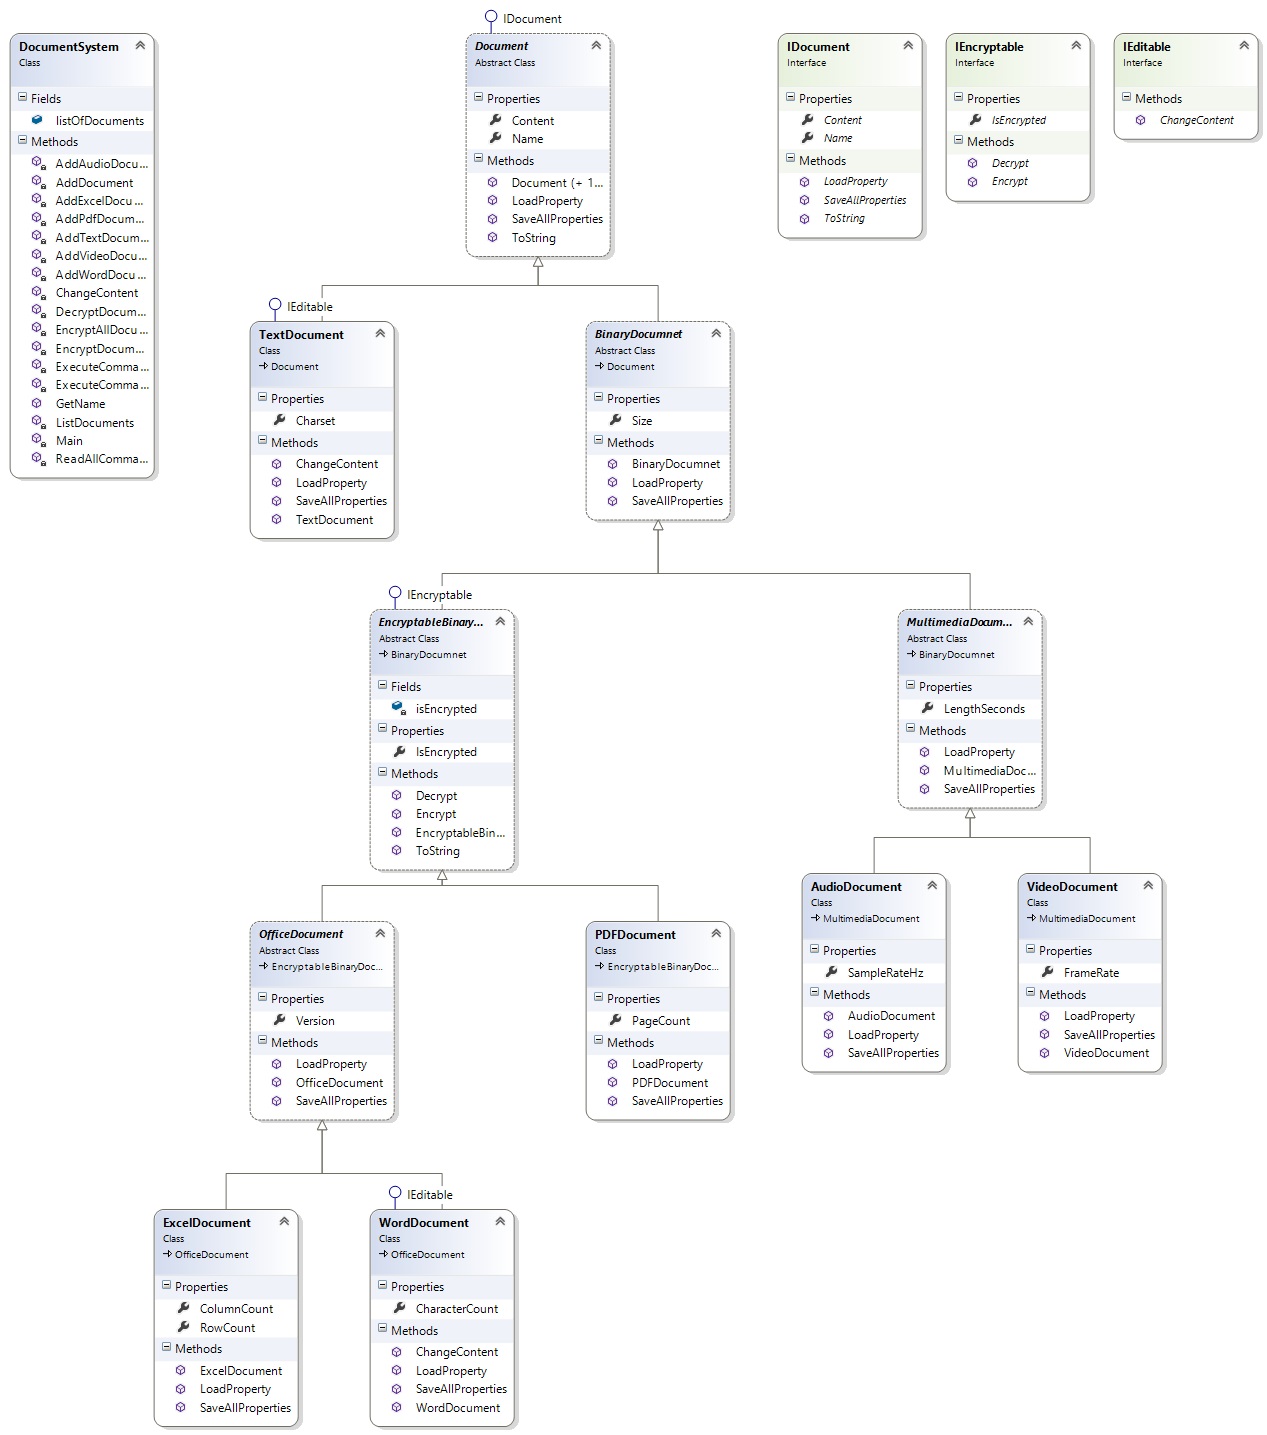 DocumentSystem
Class
Fields
listOfDocuments
Methods
AddAudioDocu...
AddDocument
AddExcelDocu...
AddPdfDocum...
AddTextDocum...
AddVideoDocu...
AddWordDocu...
ChangeContent
DecryptDocum...
EncryptAllDocu...
EncryptDocum...
ExecuteComma...
ExecuteComma...
GetName
ListDocuments
Main
ReadAllComma...
IDocument
Document
Abstract Class
Properties
Content
Name
Methods
Document (+ 1...
LoadProperty
SaveAllProperties
ToString
IDocument
Interface
Properties
Content
Name
Methods
LoadProperty
SaveAllProperties
ToString
IEncryptable
Interface
Properties
IsEncrypted
Methods
Decrypt
Encrypt
IEditable
Interface
Methods
ChangeContent
IEditable
TextDocument
Class
Document
Properties
Charset
Methods
ChangeContent
LoadProperty
SaveAllProperties
TextDocument
BinaryDocumnet
Abstract Class
Document
Properties
Size
Methods
BinaryDocumnet
LoadProperty
SaveAllProperties
IEncryptable
EncryptableBinary...
Abstract Class
BinaryDocumnet
Fields
isEncrypted
Properties
IsEncrypted
Methods
Decrypt
Encrypt
EncryptableBin...
ToString
MultimediaDocum...
Abstract Class
BinaryDocumnet
Properties
LengthSeconds
Methods
LoadProperty
MultimediaDoc...
SaveAllProperties
OfficeDocument
Abstract Class
EncryptableBinaryDoc...
Properties
Version
Methods
LoadProperty
OfficeDocument
SaveAllProperties
PDFDocument
Class
EncryptableBinaryDoc...
Properties
PageCount
Methods
LoadProperty
PDFDocument
SaveAllProperties
AudioDocument
Class
MultimediaDocument
Properties
SampleRateHz
Methods
AudioDocument
LoadProperty
SaveAllProperties
VideoDocument
Class
MultimediaDocument
Properties
FrameRate
Methods
LoadProperty
SaveAllProperties
VideoDocument
ExcelDocument
Class
OfficeDocument
Properties
ColumnCount
RowCount
Methods
ExcelDocument
LoadProperty
SaveAllProperties
IEditable
WordDocument
Class
OfficeDocument
Properties
CharacterCount
Methods
ChangeContent
LoadProperty
SaveAllProperties
WordDocument